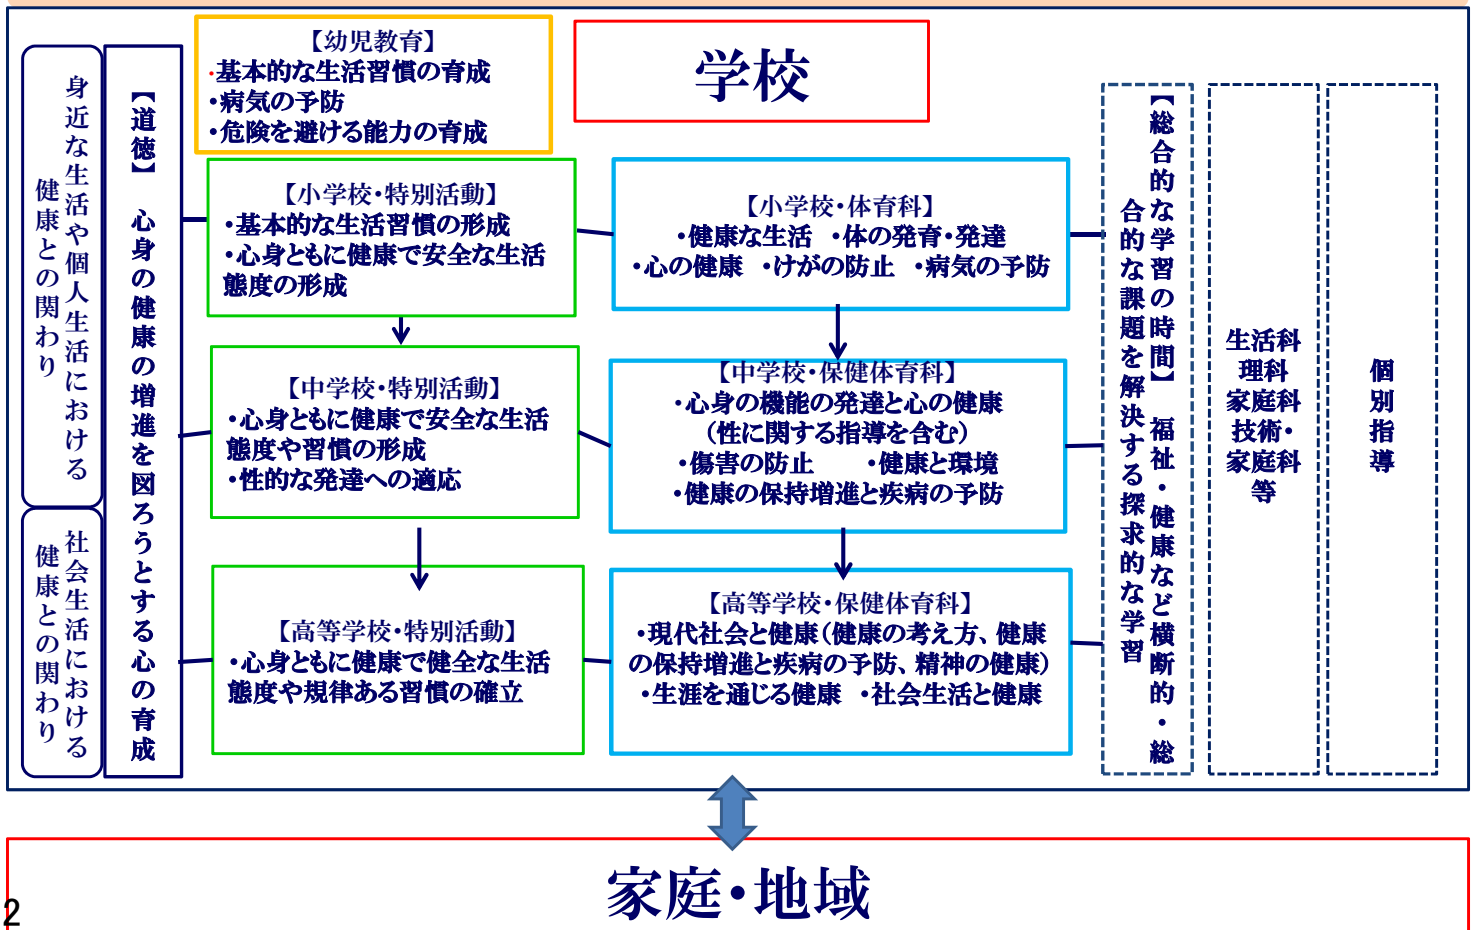 身近な生活や個人生活における
健康との関わり
社会生活における
健康との関わり
【道徳】 心身の健康の増進を図ろうとする心の育成
【幼児教育】
・基本的な生活習慣の育成
・病気の予防
・危険を避ける能力の育成
学校
【小学校・特別活動】
・基本的な生活習慣の形成
・心身ともに健康で安全な生活
態度の形成
【小学校・体育科】
・健康な生活 ・体の発育・発達
・心の健康 ・けがの防止 ・病気の予防
【中学校・特別活動】
・心身ともに健康で安全な生活
態度や習慣の形成
・性的な発達への適応
【中学校・保健体育科】
・心身の機能の発達と心の健康
（性に関する指導を含む）
・傷害の防止 ・健康と環境
・健康の保持増進と疾病の予防
【高等学校・特別活動】
・心身ともに健康で健全な生活
態度や規律ある習慣の確立
【高等学校・保健体育科】
・現代社会と健康（健康の考え方、健康
の保持増進と疾病の予防、精神の健康）
・生涯を通じる健康 ・社会生活と健康
【総合的な学習の時間】 福祉・健康など横断的・総
合的な課題を解決する探求的な学習
生活科
理科
家庭科
技術・
家庭科
等
個別指導
家庭・地域
2